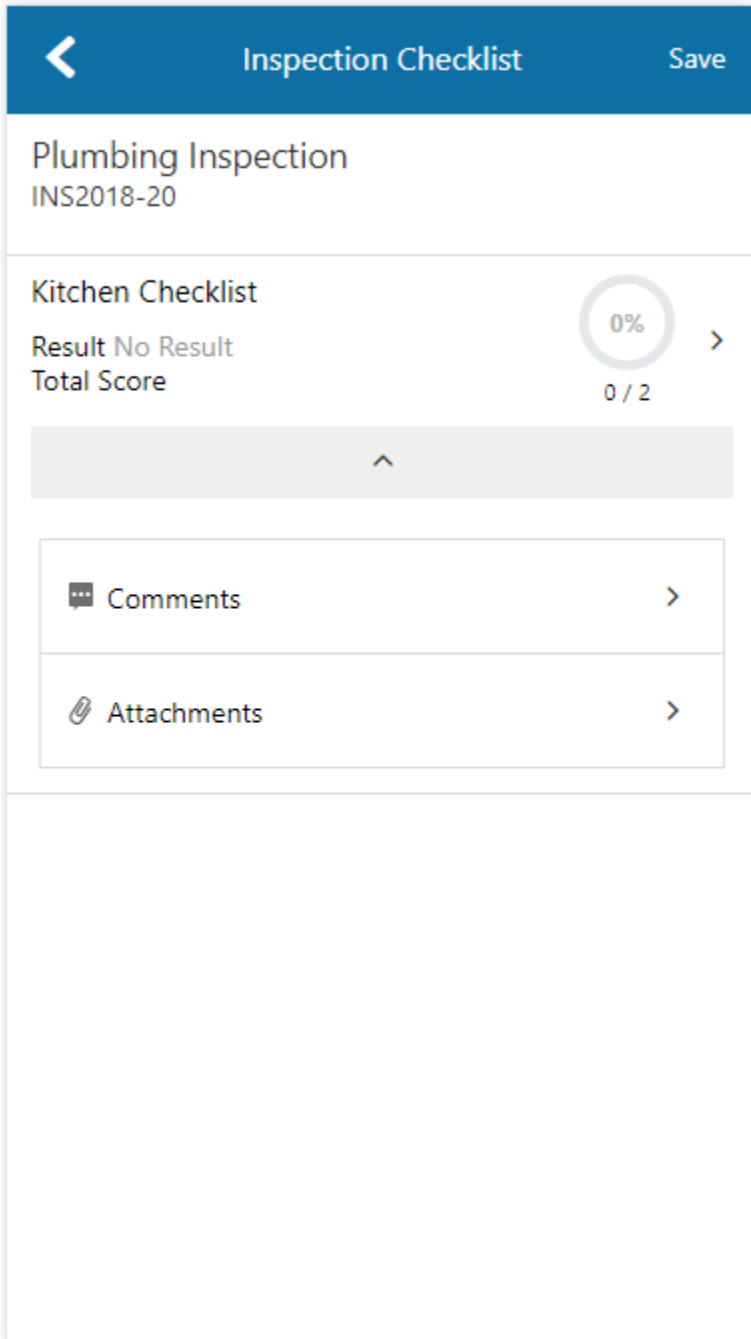 Inspection Checklist Save
Plumbing Inspection
INS2018-20
Kitchen Checklist
0%
Result No Result
Total Score
0 / 2
Comments
Attachments